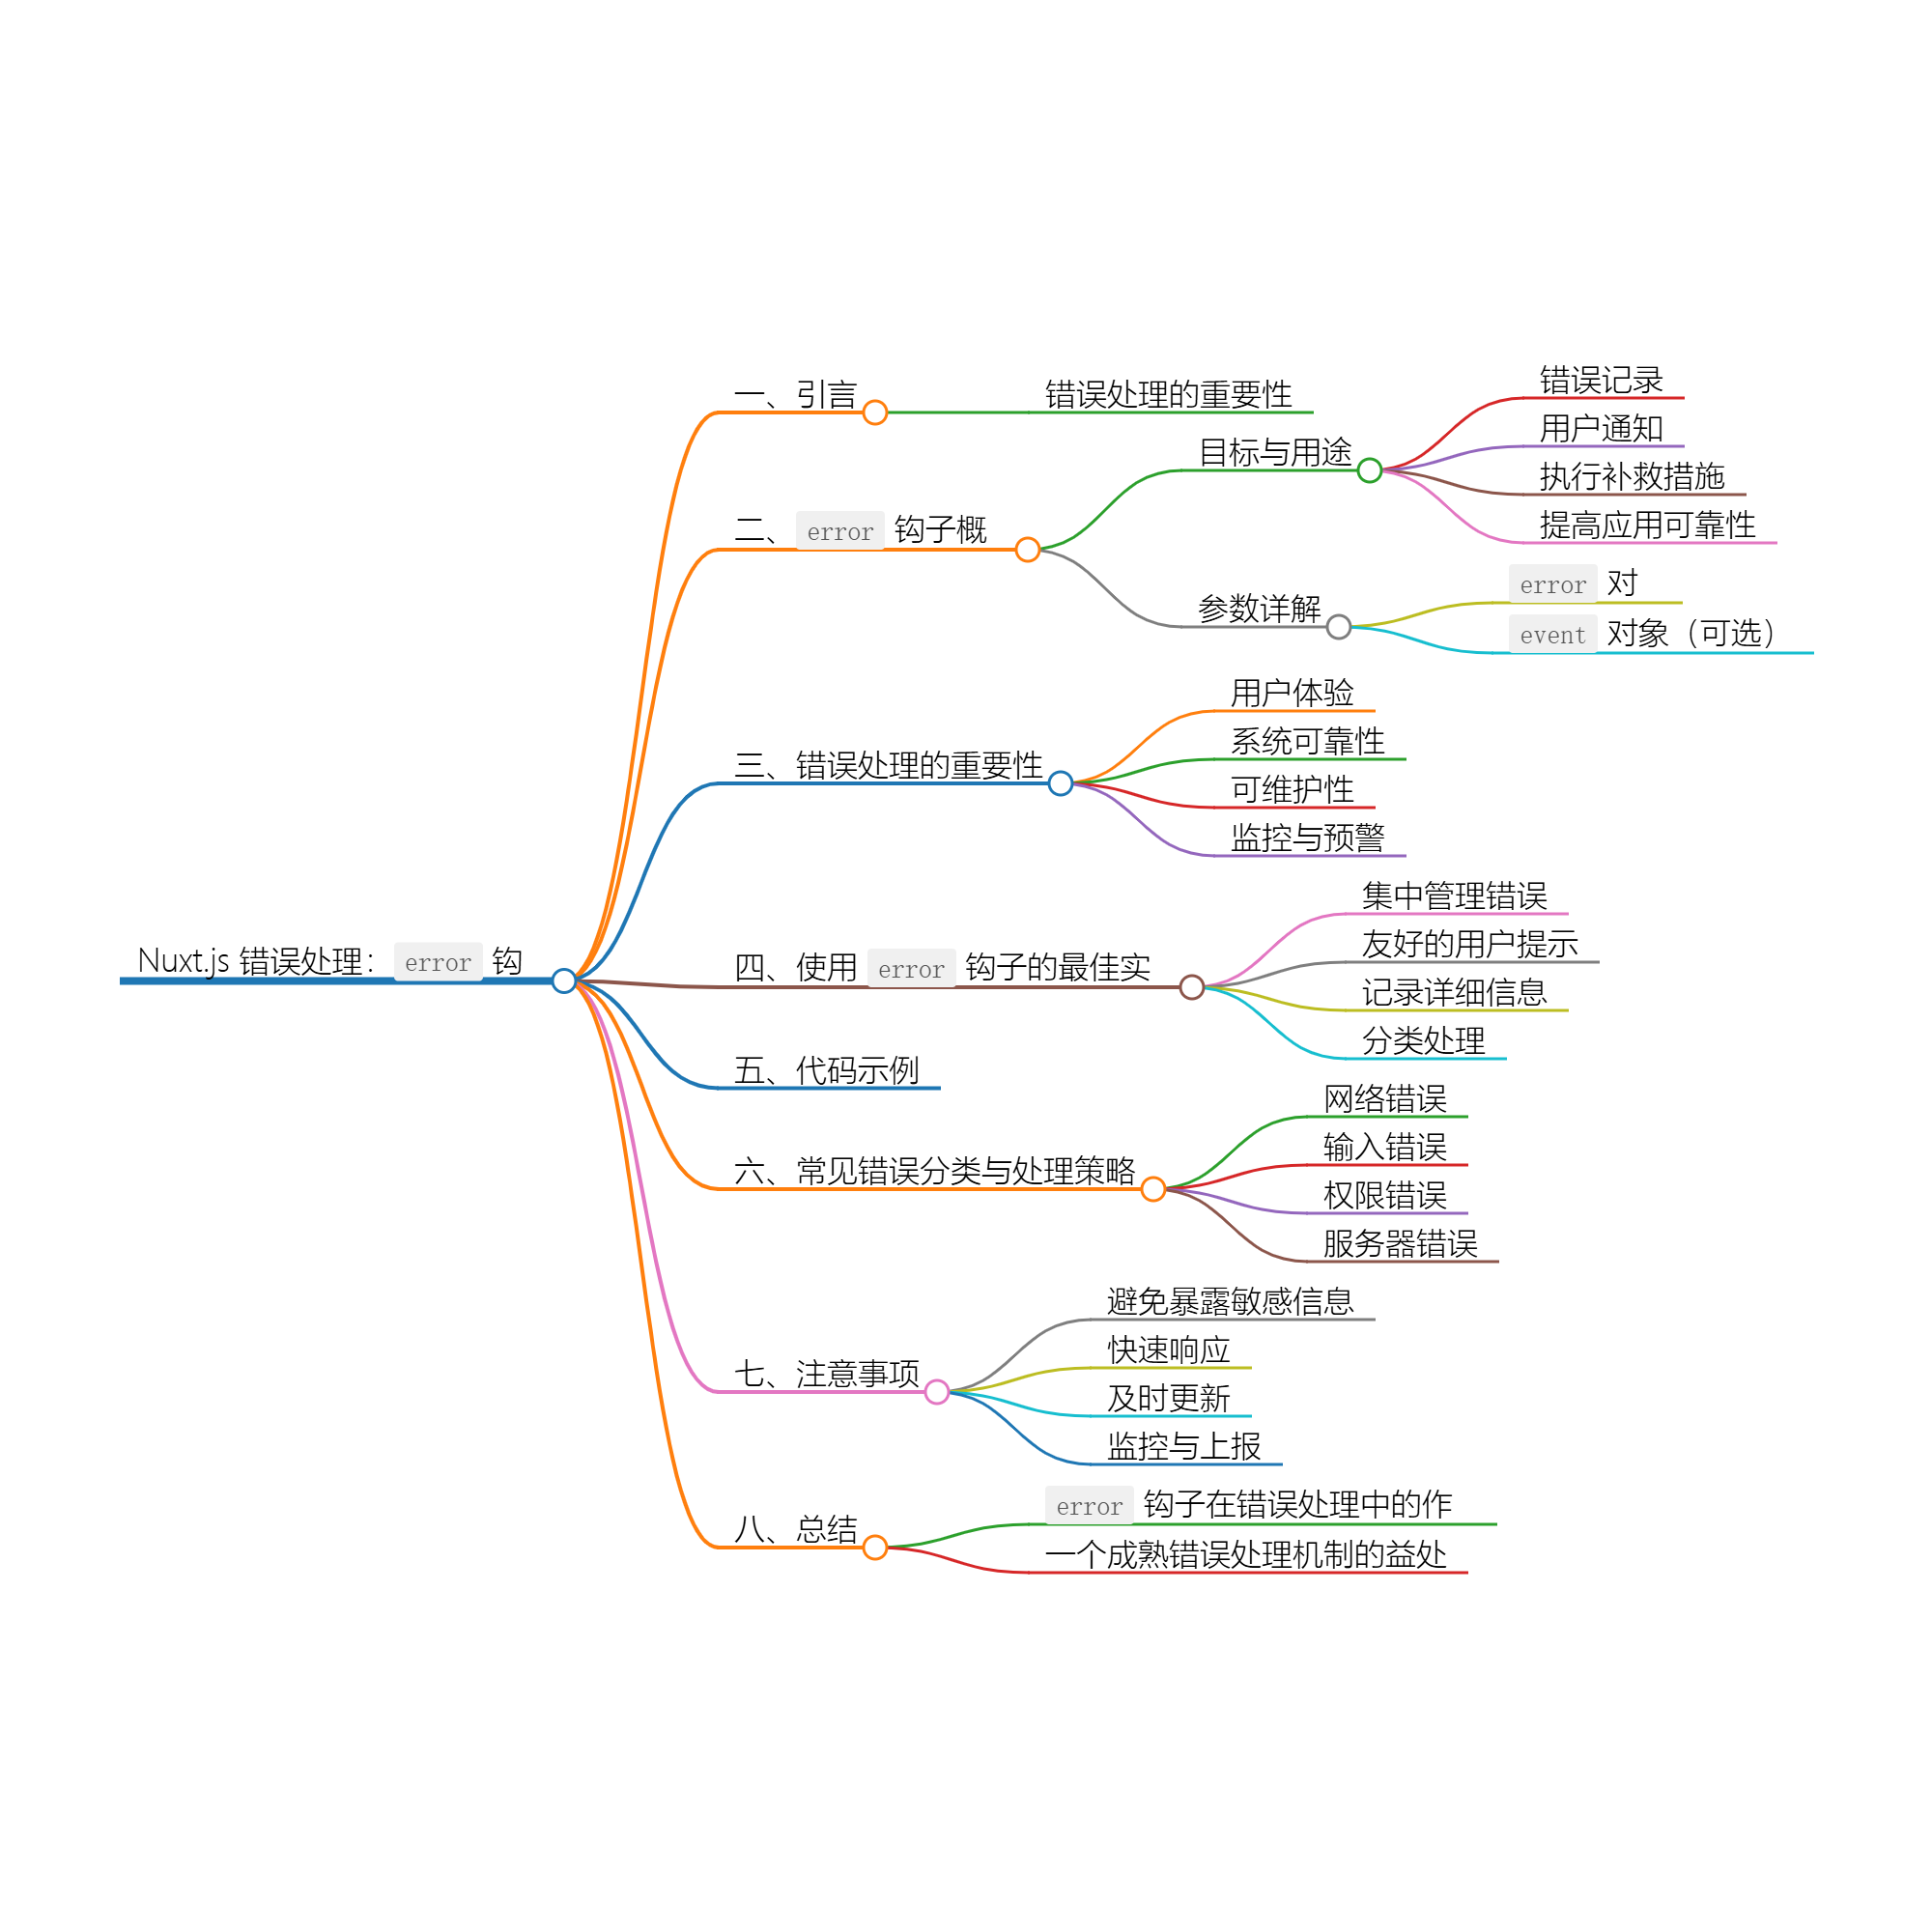 Nuxt.js 错误处理： error 钩
一、引言
错误处理的重要性
二、 error 钩子概
目标与用途
错误记录
用户通知
执行补救措施
提高应用可靠性
参数详解
error 对
event 对象（可选）
三、错误处理的重要性
用户体验
系统可靠性
可维护性
监控与预警
四、使用 error 钩子的最佳实
集中管理错误
友好的用户提示
记录详细信息
分类处理
五、代码示例
六、常见错误分类与处理策略
网络错误
输入错误
权限错误
服务器错误
七、注意事项
避免暴露敏感信息
快速响应
及时更新
监控与上报
八、总结
error 钩子在错误处理中的作
一个成熟错误处理机制的益处